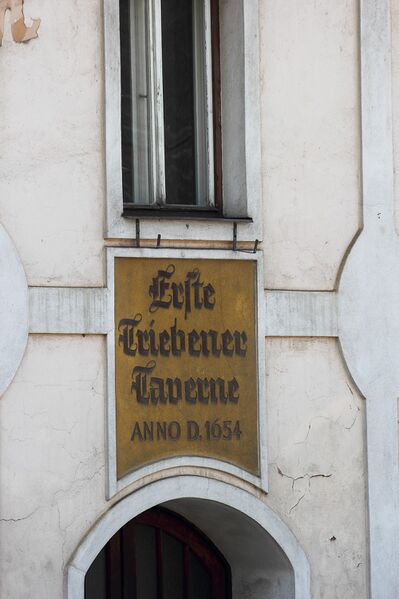 Erſte
Triebener
Taverne
ANNO D. 1654